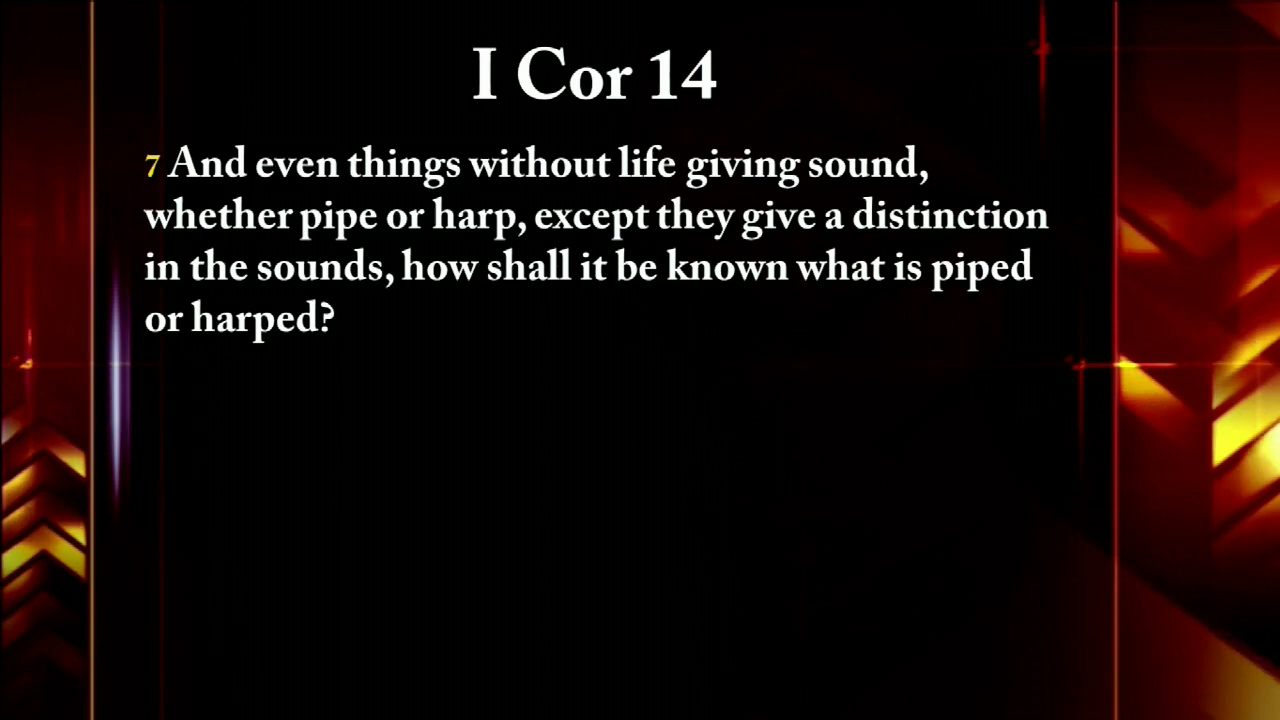 I Cor 14
7 And even things without life giving sound,
whether pipe or harp, except they give a distinction
in the sounds, how shall it be known what is piped
or harped?